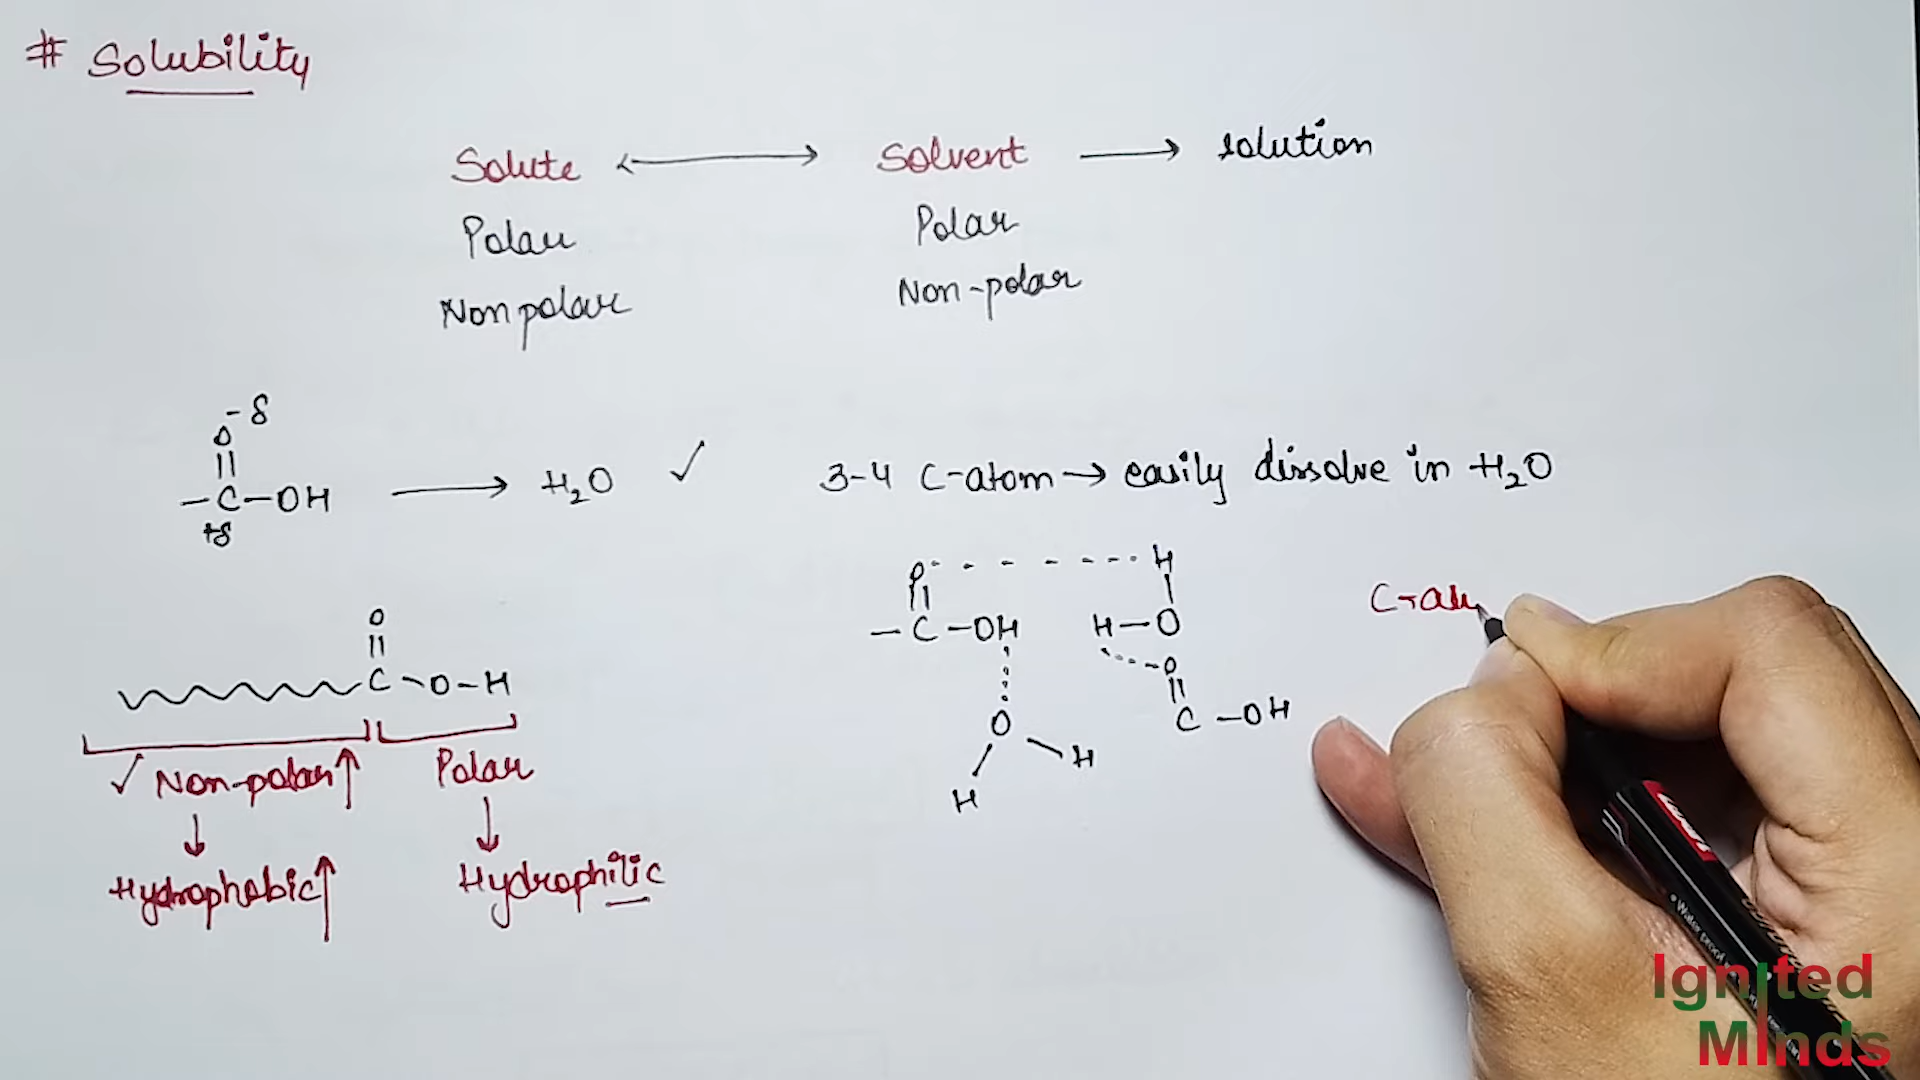 # Solubility
Solute ⟷ Solvent → solution
Polar Polar
Nonpolar Non-polar
-δ
O
||
-C-OH → H₂O ✓
+δ
3-4 C-atom → easily dissolve in H₂O
O
||
C-O-H
✓ Non-polar↑ Polar
↓ ↓
Hydrophobic↑ Hydrophilic
O - - - - - - H
|| |
-C-OH H-O
O O
|| 
C-OH
H H
Ignited
Minds